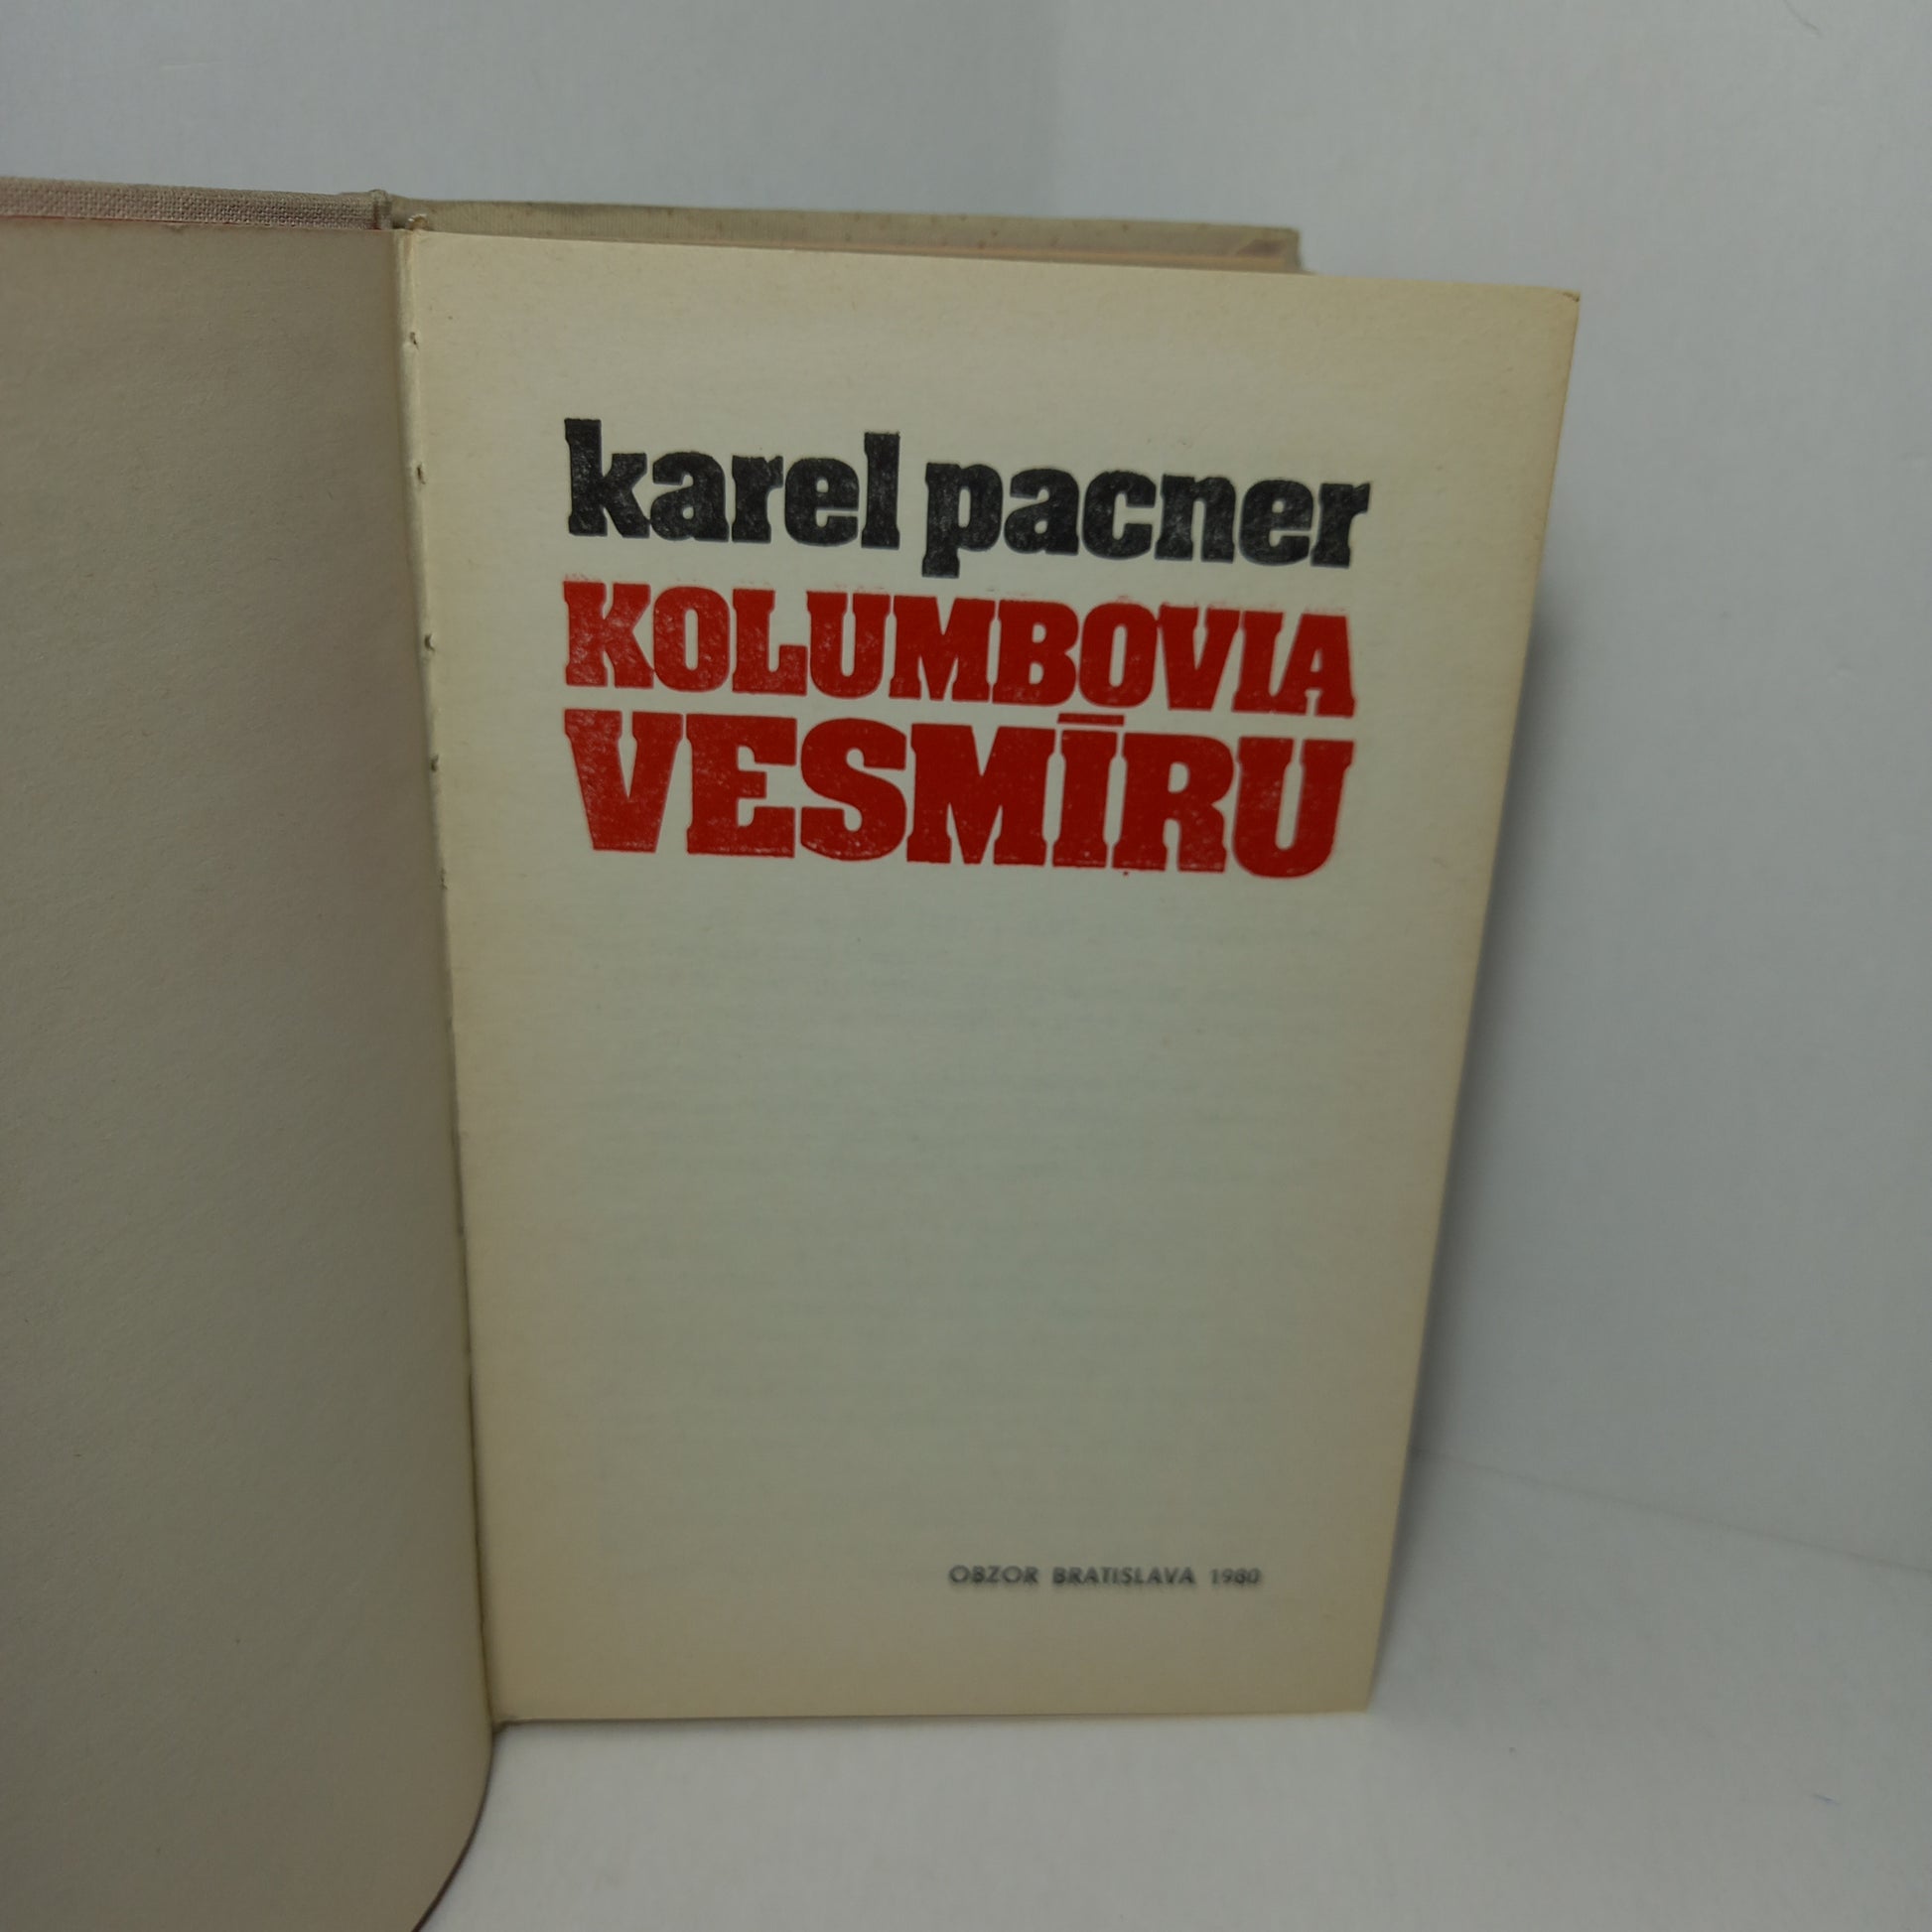 karel pacner
KOLUMBOVIA
VESMÍRU
OBZOR BRATISLAVA 1980